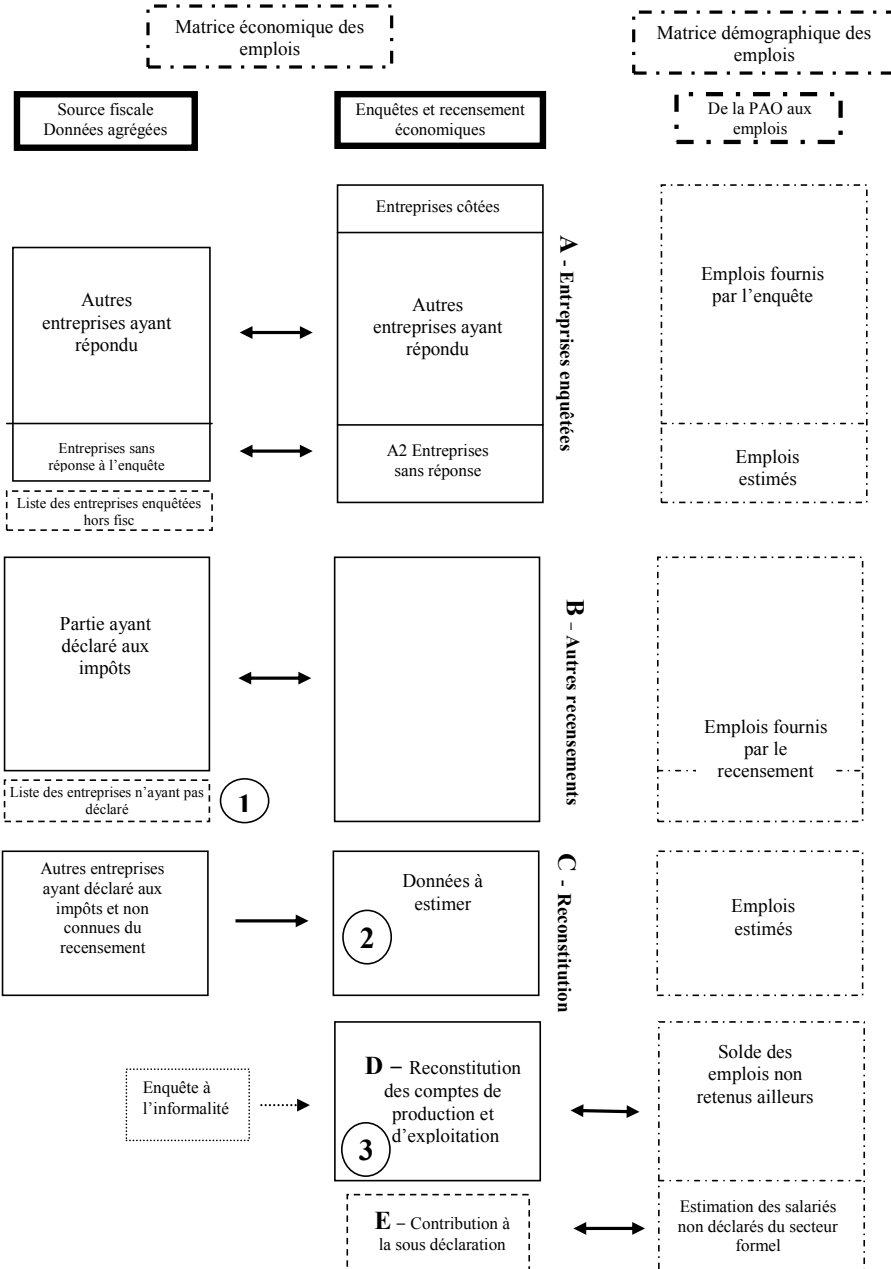 Matrice économique des
emplois
Matrice démographique des
emplois
Source fiscale
Données agrégées
Enquêtes et recensement
économiques
De la PAO aux
emplois
Entreprises côtées
Autres
entreprises ayant
répondu
Autres
entreprises ayant
répondu
A - Entreprises enquêtées
Emplois fournis
par l'enquête
Entreprises sans
réponse à l'enquête
A2 Entreprises
sans réponse
Emplois
estimés
Liste des entreprises enquêtées
hors fisc
Partie ayant
déclaré aux
impôts
B – Autres recensements
Emplois fournis
par le
recensement
Liste des entreprises n'ayant pas
déclaré
1
Autres entreprises
ayant déclaré aux
impôts et non
connues du
recensement
Données à
estimer
2
C - Reconstitution
Emplois
estimés
Enquête à
l'informalité
D – Reconstitution
des comptes de
production et
d'exploitation
3
Solde des
emplois non
retenus ailleurs
E – Contribution à
la sous déclaration
Estimation des salariés
non déclarés du secteur
formel